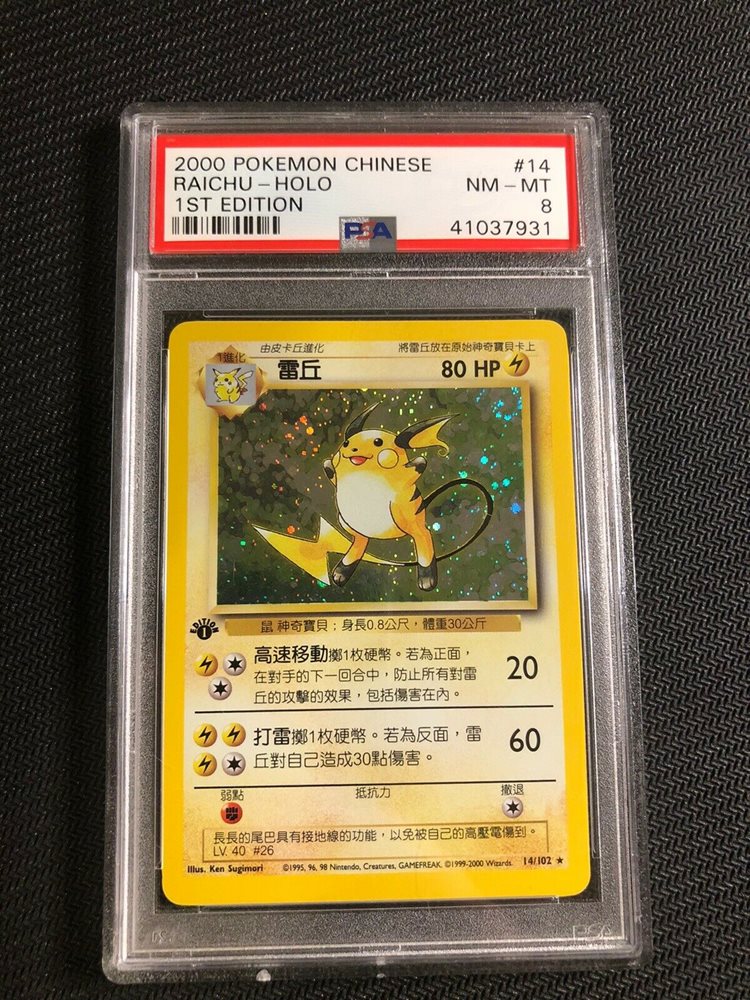 2000 POKEMON CHINESE #14
RAICHU - HOLO NM - MT
1ST EDITION 8
PSA 41037931
由皮卡丘進化 將雷丘放在原始神奇寶貝卡上
1進化 雷丘 80 HP
EDITION 1
鼠 神奇寶貝：身長0.8公尺，體重30公斤
高速移動擲1枚硬幣。若為正面，
在對手的下一回合中，防止所有對雷 20
丘的攻擊的效果，包括傷害在內。
打雷擲1枚硬幣。若為反面，雷 60
丘對自己造成30點傷害。
弱點 抵抗力 撤退
長長的尾巴具有接地線的功能，以免被自己的高壓電傷到。
LV. 40 #26
Illus. Ken Sugimori ©1995, 96, 98 Nintendo, Creatures, GAMEFREAK. ©1999-2000 Wizards. 14/102 ★